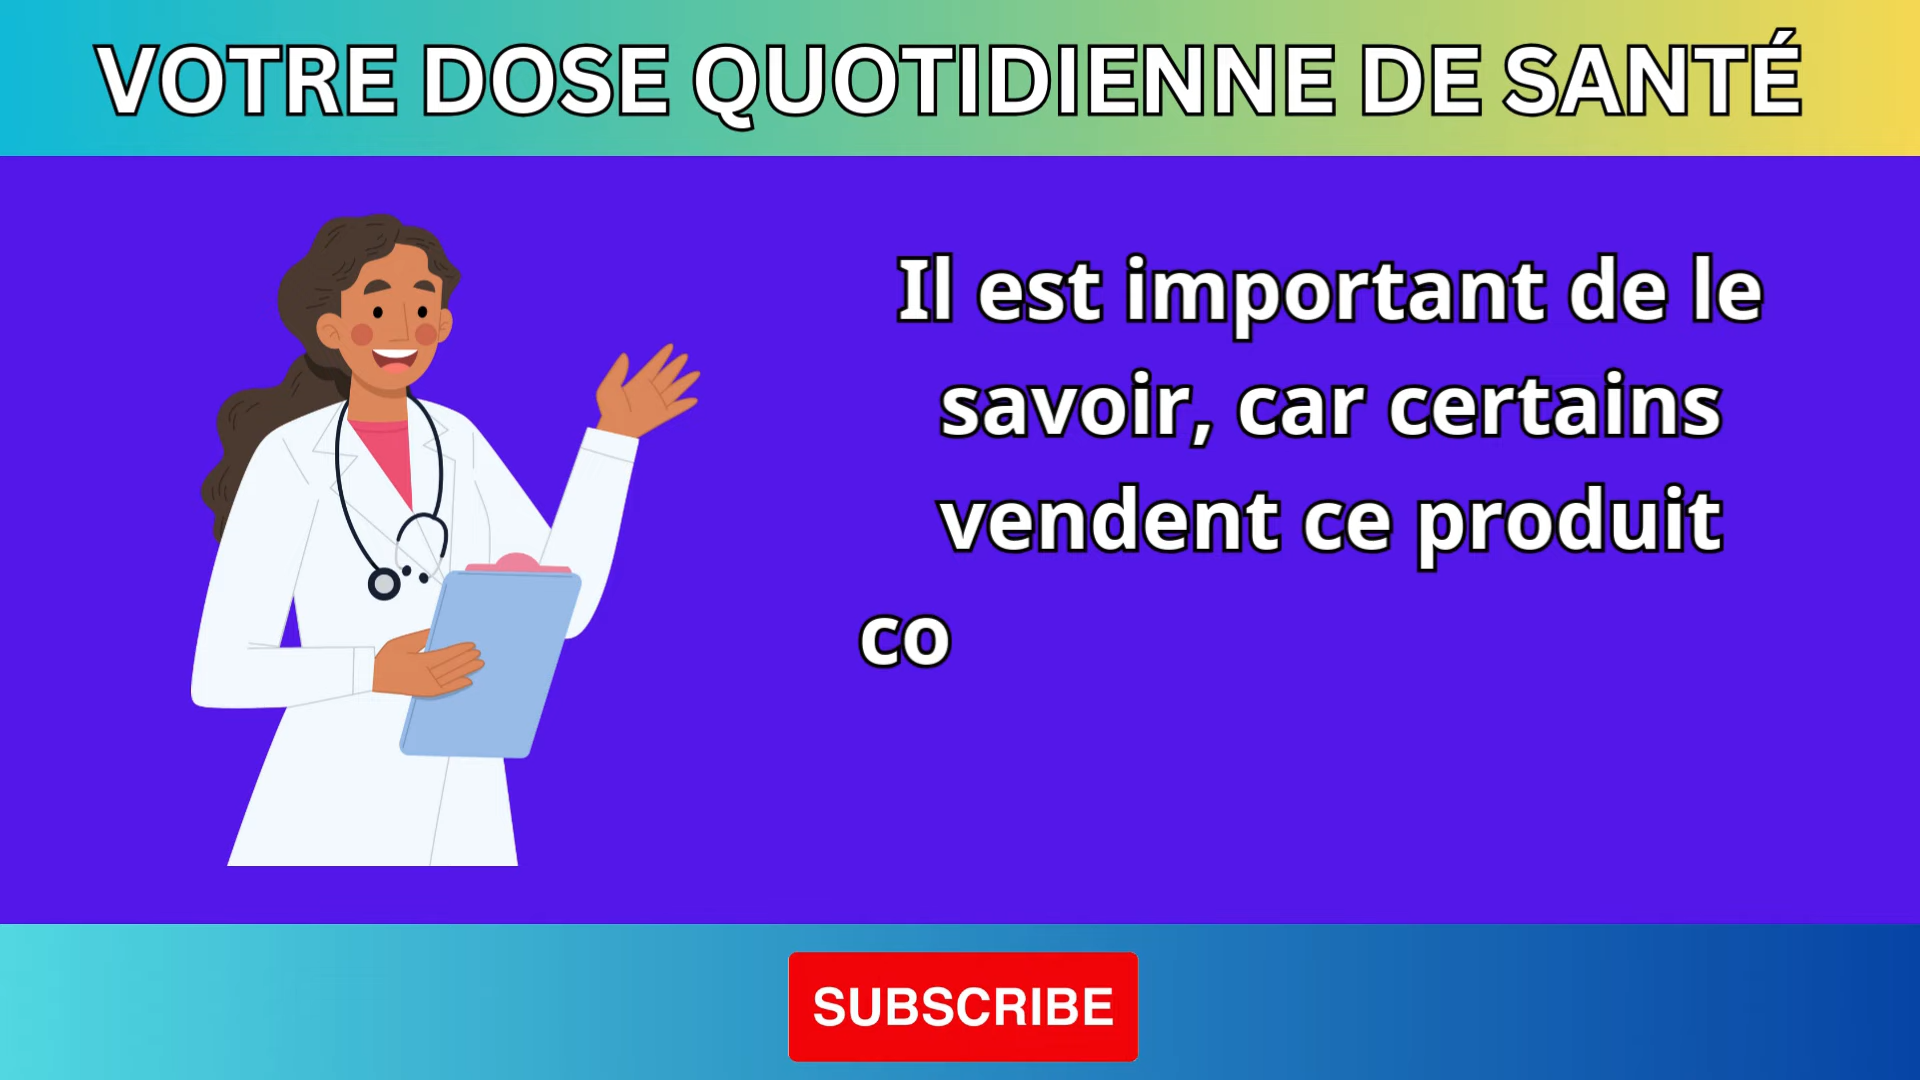 VOTRE DOSE QUOTIDIENNE DE SANTÉ
Il est important de le
savoir, car certains
vendent ce produit
co
SUBSCRIBE